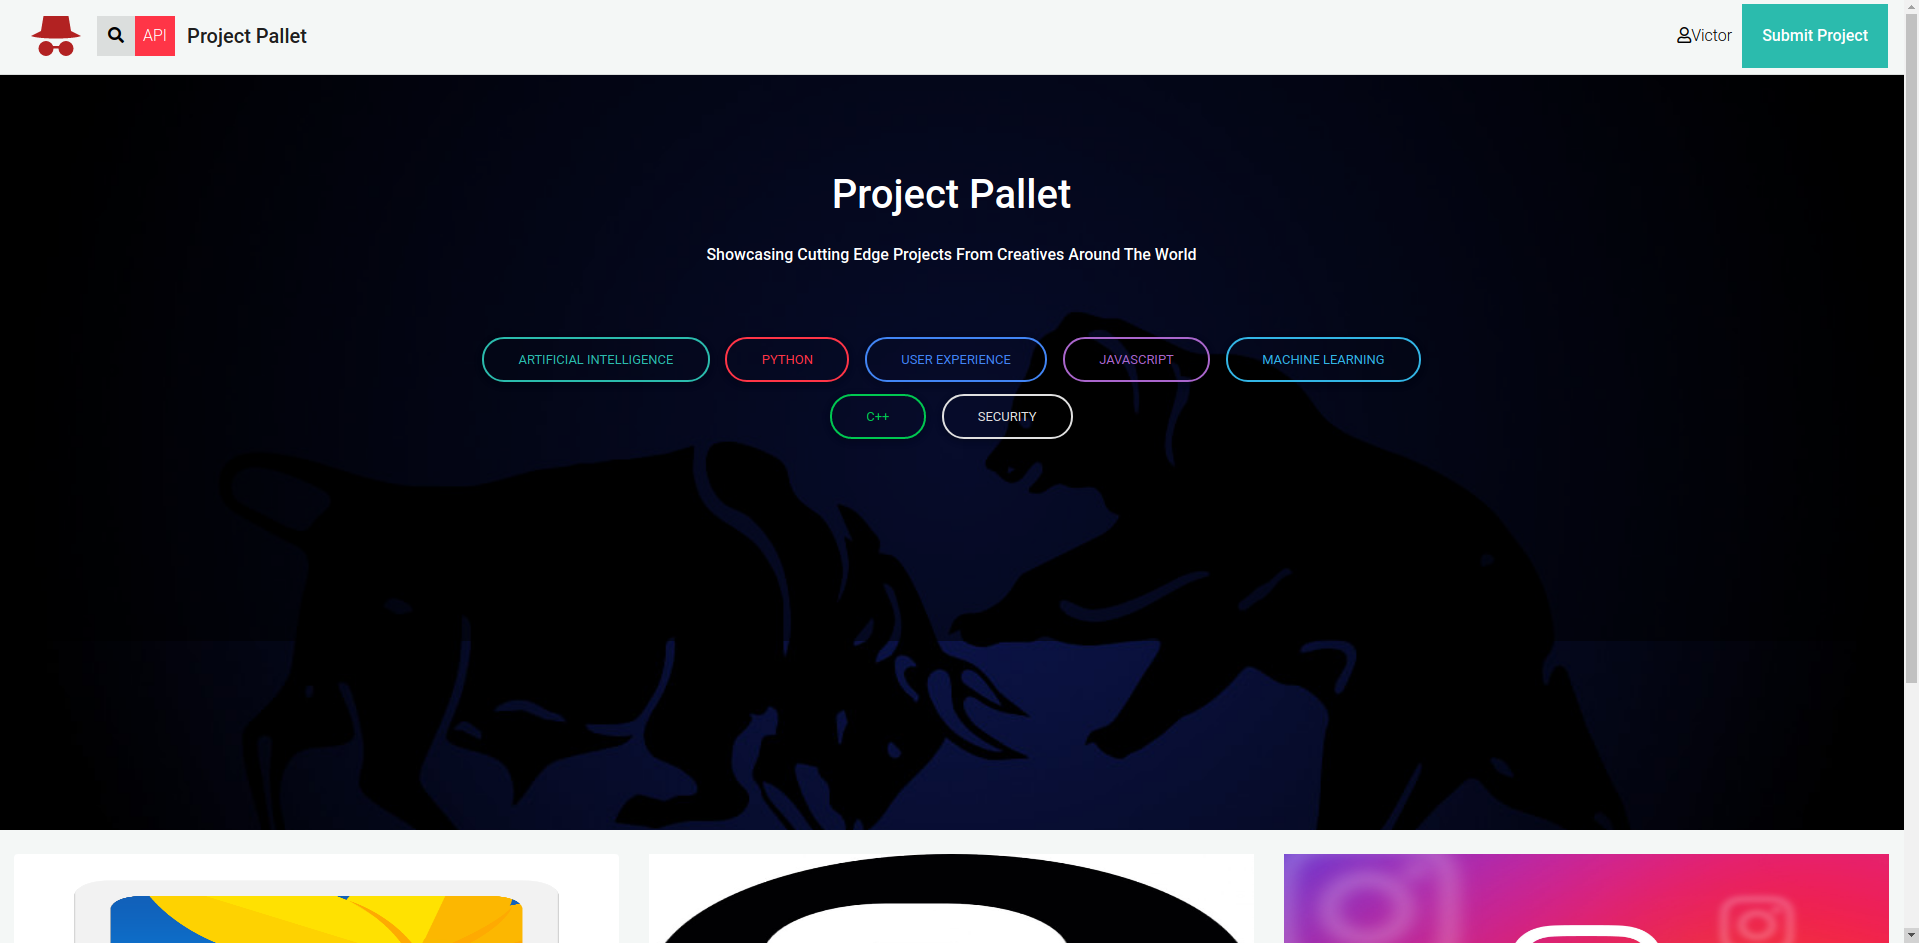 API Project Pallet Victor Submit Project
Project Pallet
Showcasing Cutting Edge Projects From Creatives Around The World
ARTIFICIAL INTELLIGENCE PYTHON USER EXPERIENCE JAVASCRIPT MACHINE LEARNING
C++ SECURITY